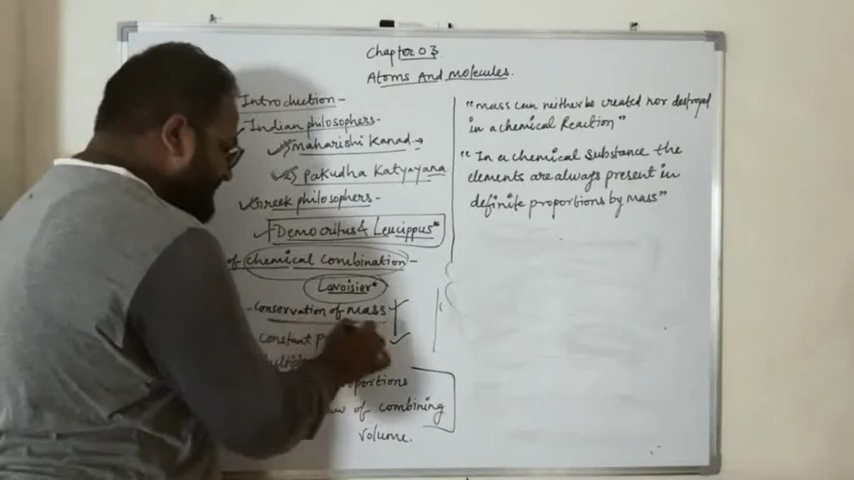 Chapter 03
Atoms and Molecules.
Introduction-
Indian philosophers-
Maharishi Kanad →
Pakudha Katyayana
Greek philosophers-
Democritus & Leucippus*
of chemical combination-
Lavoisier*
Conservation of mass
Constant
proportions
of combining
volume.
"mass can neither be created nor destroyed
in a chemical Reaction"
"In a chemical substance the
elements are always present in
definite proportions by mass"